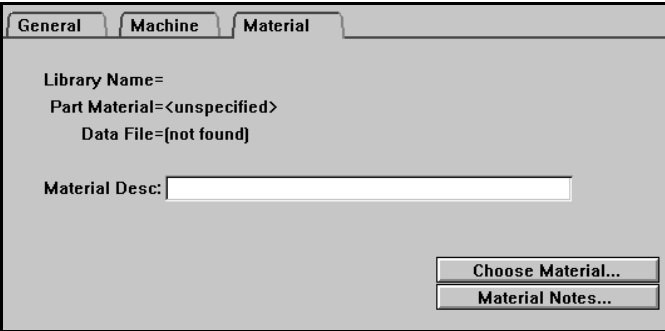 General Machine Material
Library Name=
Part Material=<unspecified>
Data File=(not found)
Material Desc:
Choose Material...
Material Notes...